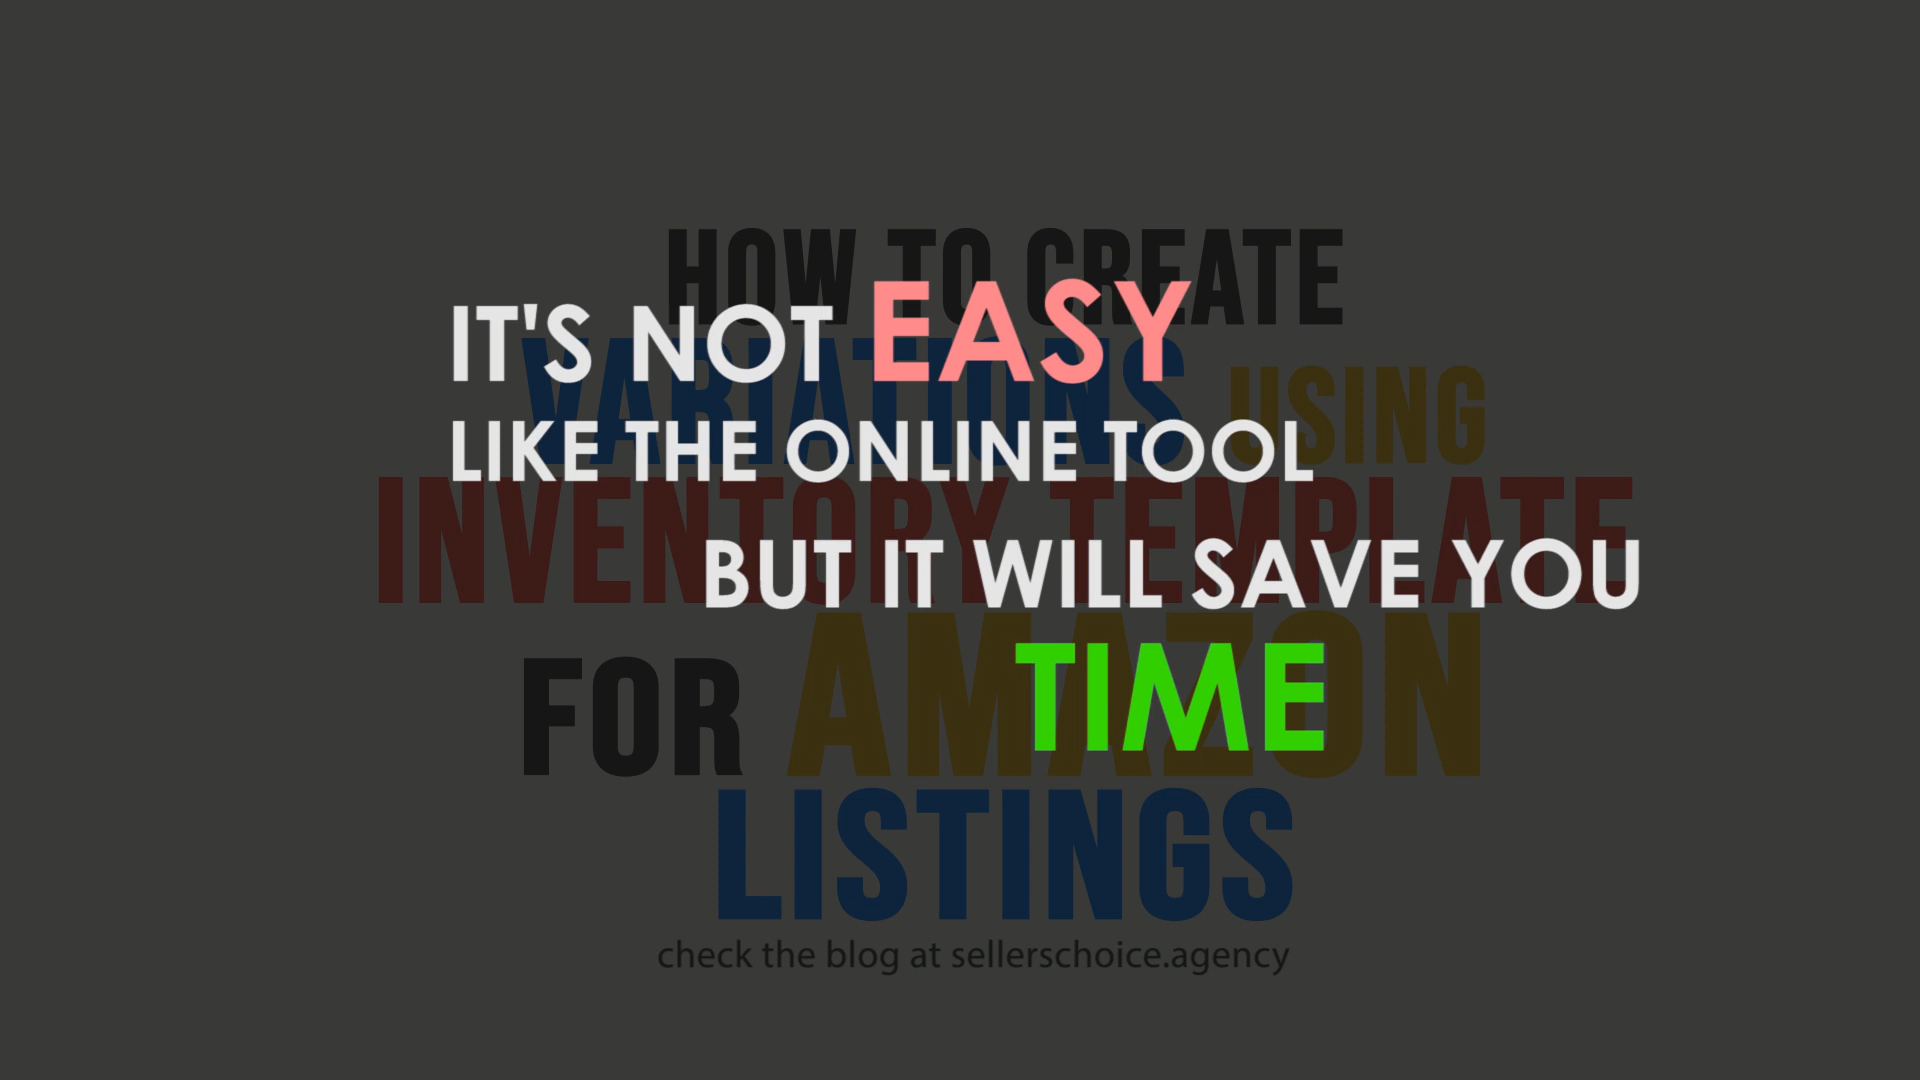 IT'S NOT EASY
LIKE THE ONLINE TOOL
BUT IT WILL SAVE YOU
TIME
HOW TO CREATE
VARIATIONS USING
INVENTORY TEMPLATE
FOR AMAZON
LISTINGS
check the blog at sellerschoice.agency